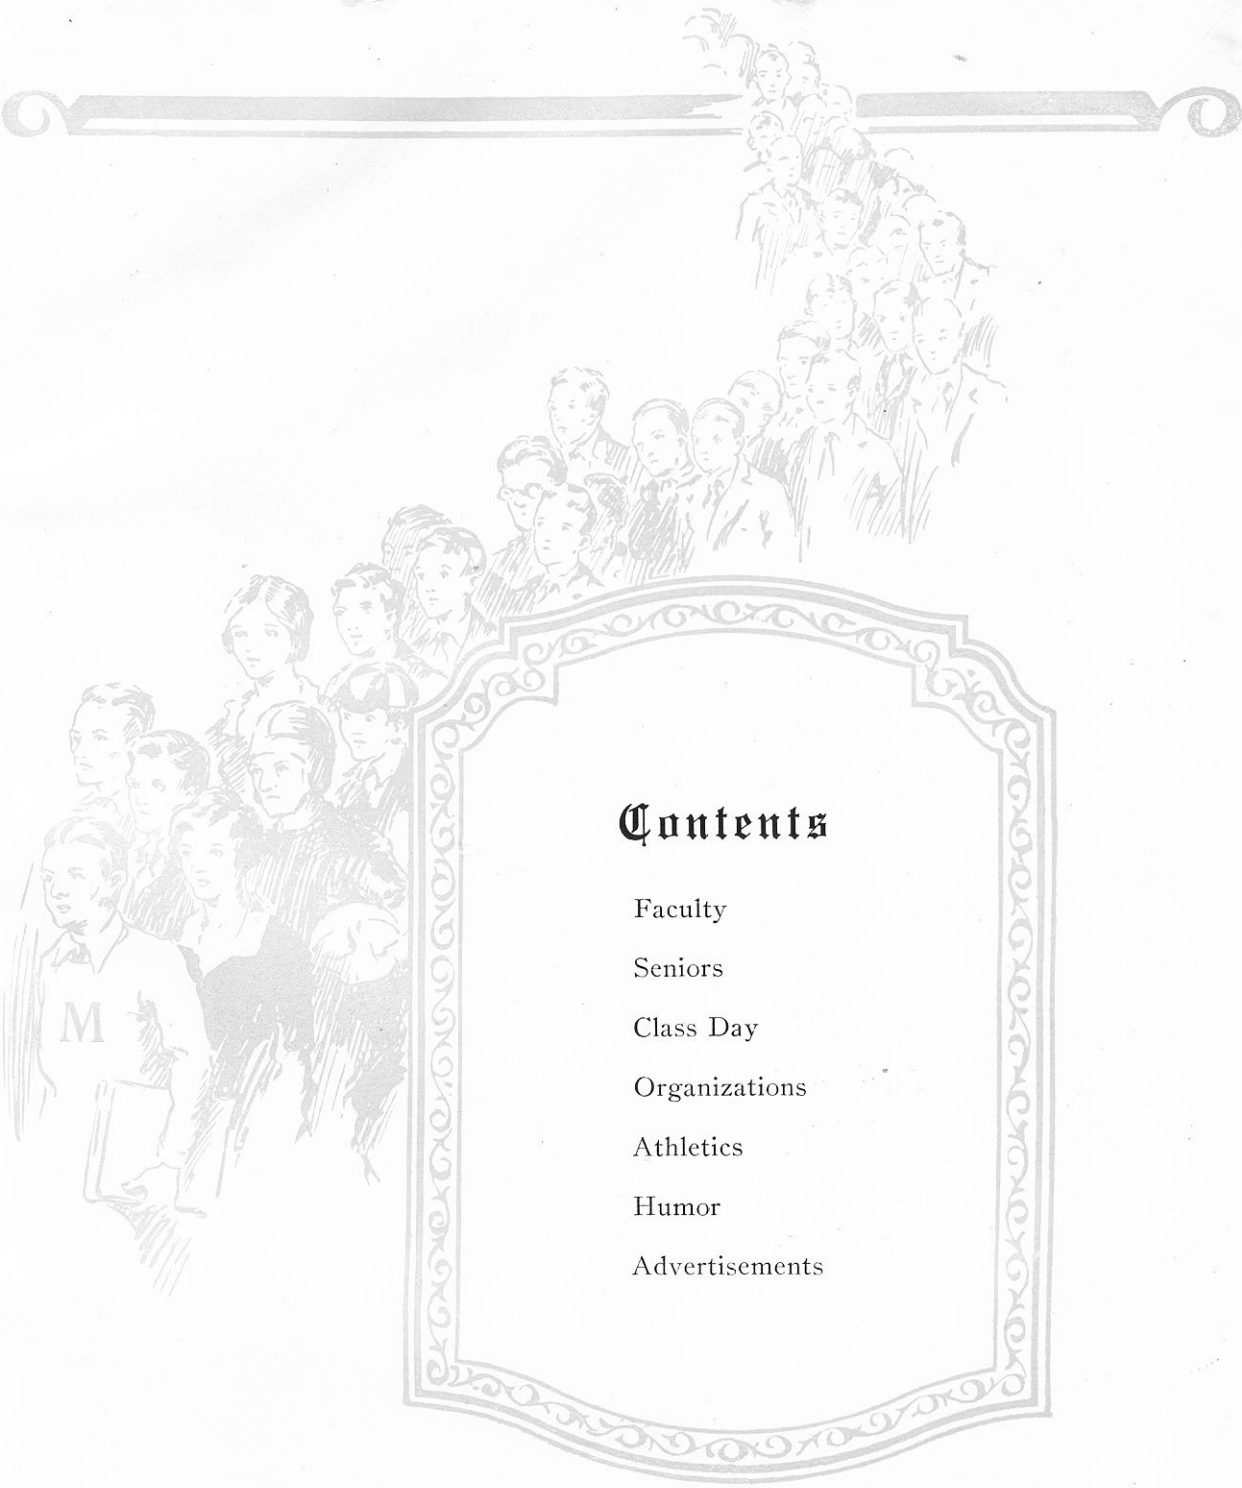 Contents
Faculty
Seniors
Class Day
Organizations
Athletics
Humor
Advertisements
M